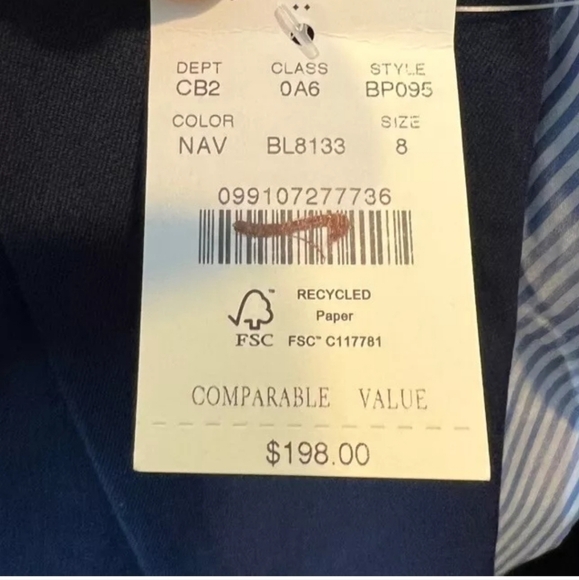 DEPT CLASS STYLE
CB2 0A6 BP095
COLOR SIZE
NAV BL8133 8
099107277736
RECYCLED
Paper
FSC™ FSC™ C117781
COMPARABLE VALUE
$198.00